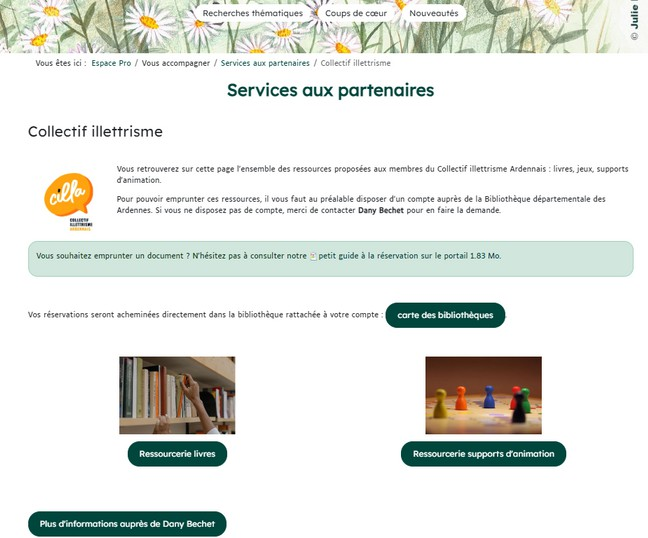 Recherches thématiques Coups de cœur Nouveautés
© Julie
Vous êtes ici : Espace Pro / Vous accompagner / Services aux partenaires / Collectif illettrisme
Services aux partenaires
Collectif illettrisme
cilla
COLLECTIF
ILLETTRISME
ARDENNAIS
Vous retrouverez sur cette page l'ensemble des ressources proposées aux membres du Collectif illettrisme Ardennais : livres, jeux, supports
d'animation.
Pour pouvoir emprunter ces ressources, il vous faut au préalable disposer d'un compte auprès de la Bibliothèque départementale des
Ardennes. Si vous ne disposez pas de compte, merci de contacter Dany Bechet pour en faire la demande.
Vous souhaitez emprunter un document ? N'hésitez pas à consulter notre petit guide à la réservation sur le portail 1.83 Mo.
Vos réservations seront acheminées directement dans la bibliothèque rattachée à votre compte : carte des bibliothèques.
Ressourcerie livres
Ressourcerie supports d'animation
Plus d'informations auprès de Dany Bechet